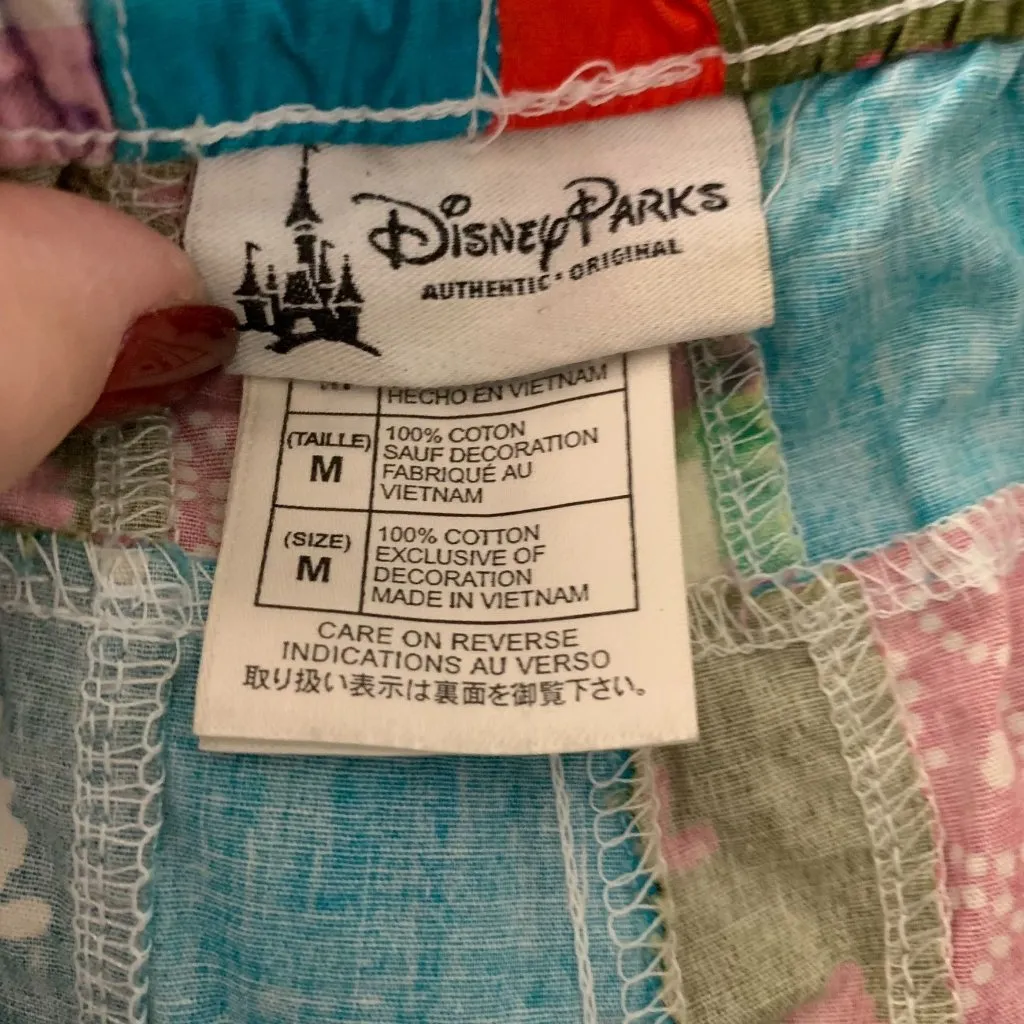 Disney Parks
AUTHENTIC • ORIGINAL
HECHO EN VIETNAM
(TAILLE)
M
100% COTON
SAUF DECORATION
FABRIQUÉ AU
VIETNAM
(SIZE)
M
100% COTTON
EXCLUSIVE OF
DECORATION
MADE IN VIETNAM
CARE ON REVERSE
INDICATIONS AU VERSO
取り扱い表示は裏面を御覧下さい。